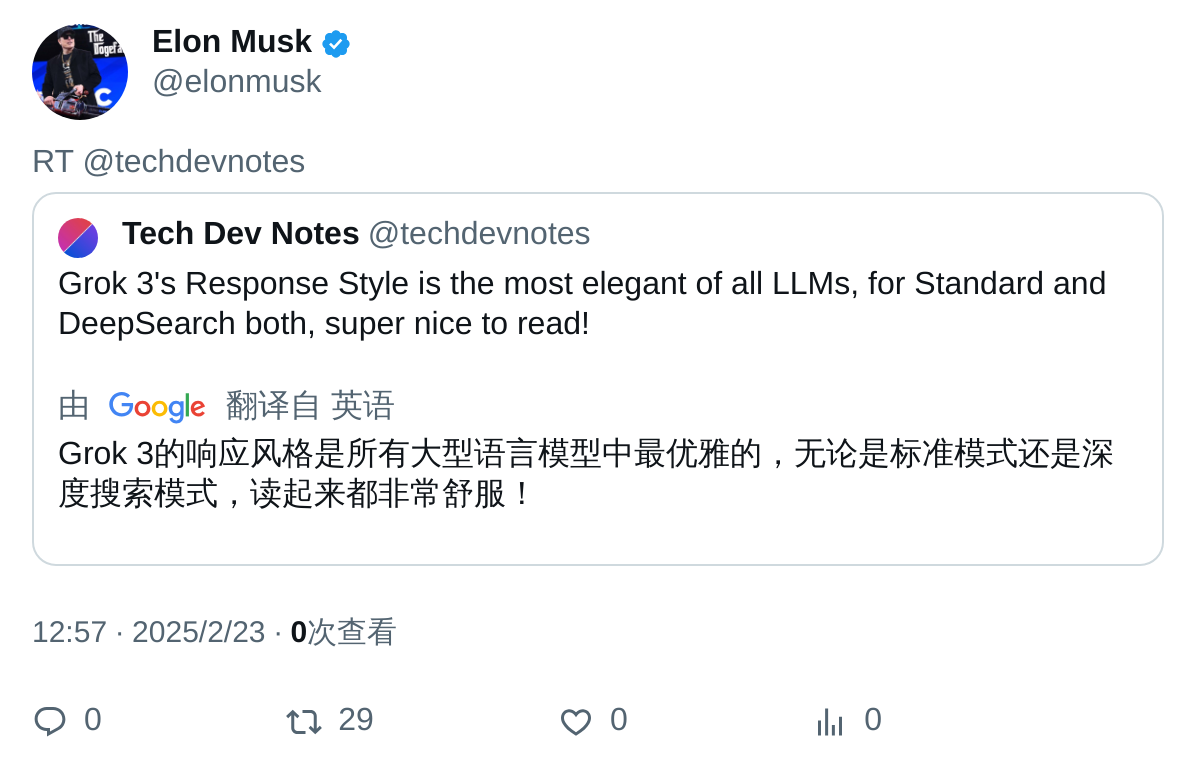 The
Dogefa
C
Elon Musk
@elonmusk
RT @techdevnotes
Tech Dev Notes @techdevnotes
Grok 3's Response Style is the most elegant of all LLMs, for Standard and
DeepSearch both, super nice to read!
由 Google 翻译自 英语
Grok 3的响应风格是所有大型语言模型中最优雅的，无论是标准模式还是深
度搜索模式，读起来都非常舒服！
12:57 · 2025/2/23 · 0次查看
0 29 0 0